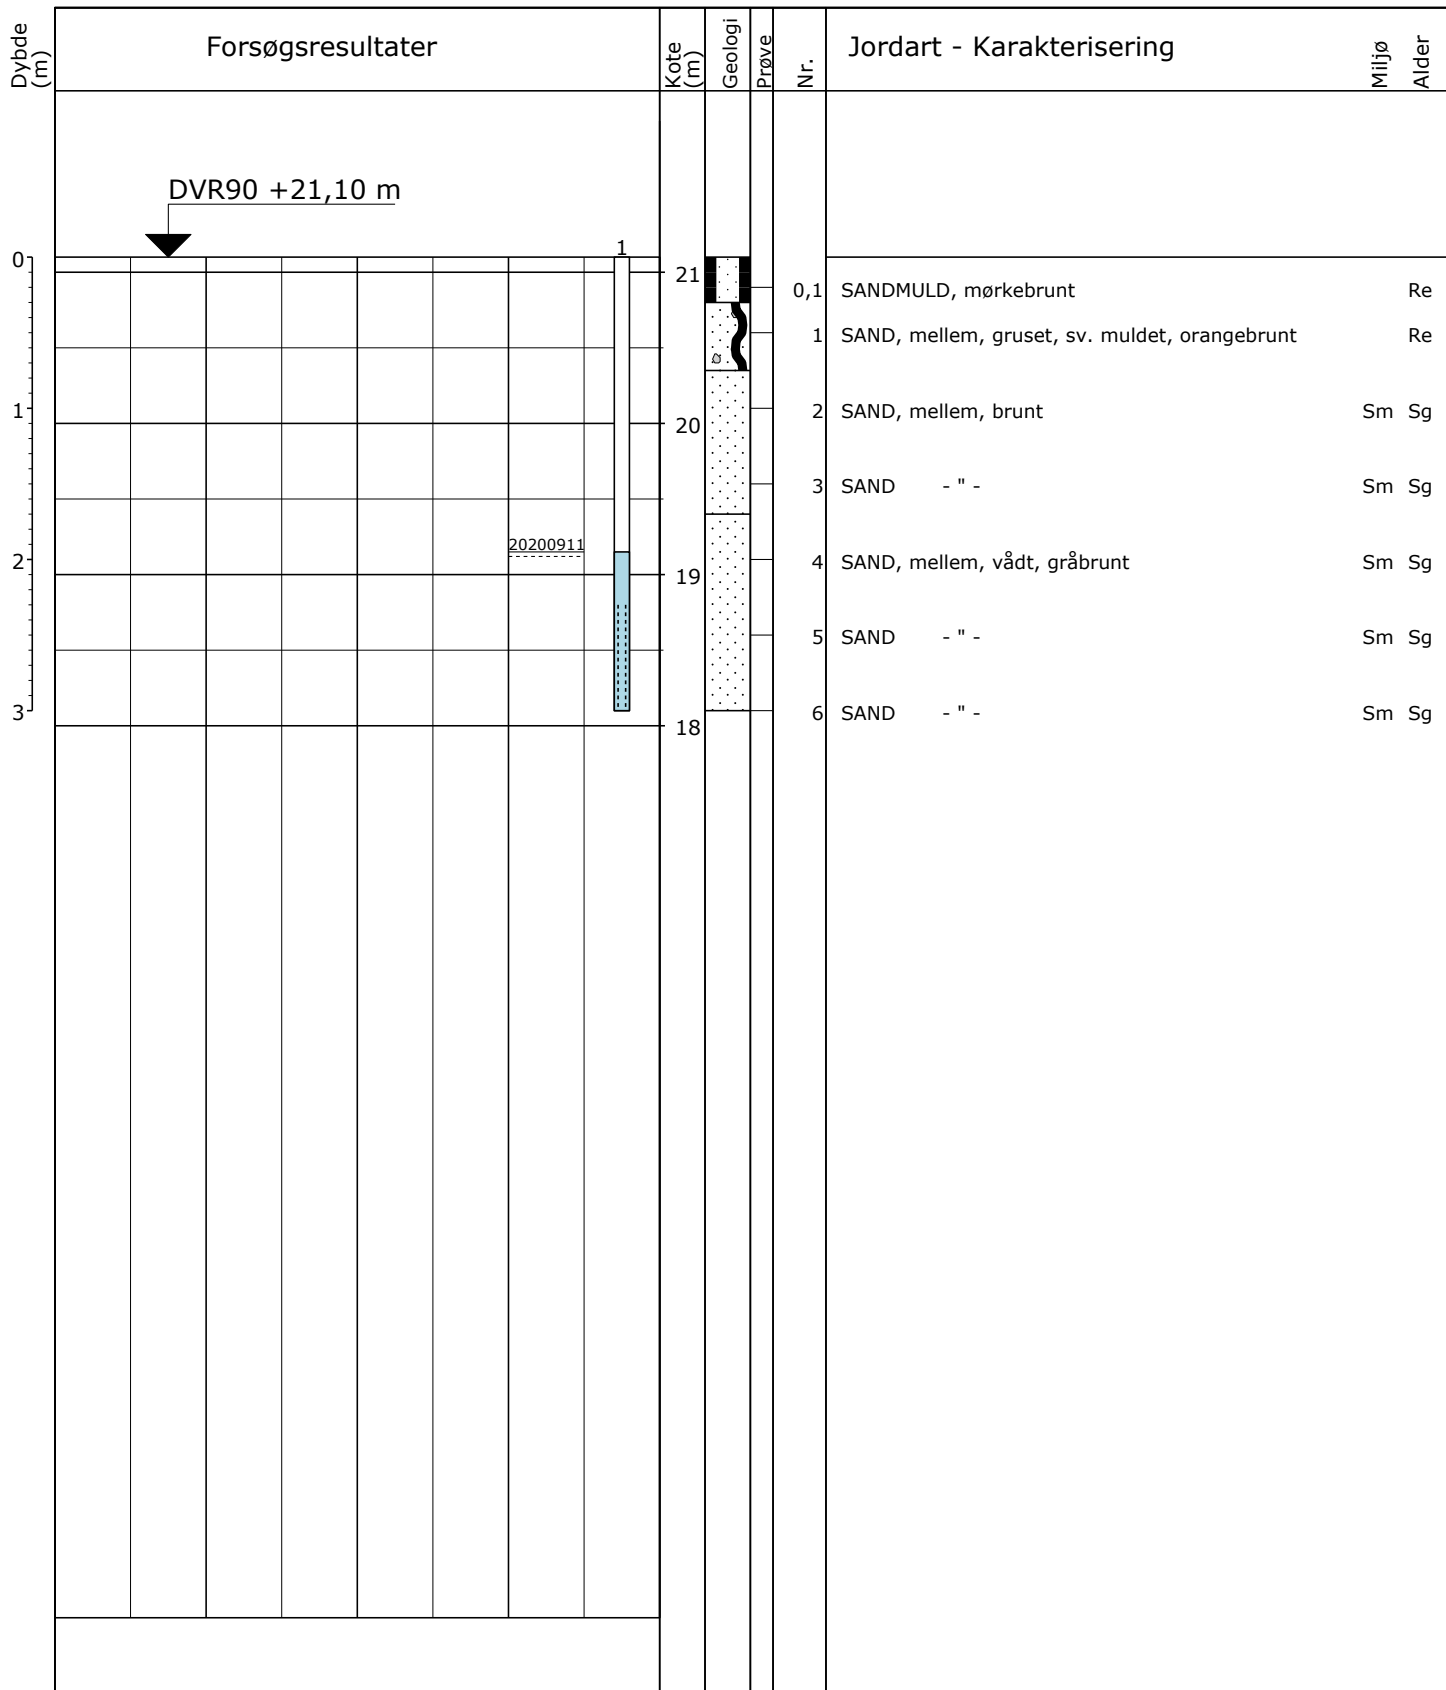 Dybde (m)
Forsøgsresultater
Kote (m)
Geologi
Prøve
Nr.
Jordart - Karakterisering
Miljø
Alder
DVR90 +21,10 m
1
0
21
0,1 SANDMULD, mørkebrunt Re
1 SAND, mellem, gruset, sv. muldet, orangebrunt Re
1
2 SAND, mellem, brunt Sm Sg
20
3 SAND - " - Sm Sg
20200911
2
4 SAND, mellem, vådt, gråbrunt Sm Sg
19
5 SAND - " - Sm Sg
3
6 SAND - " - Sm Sg
18